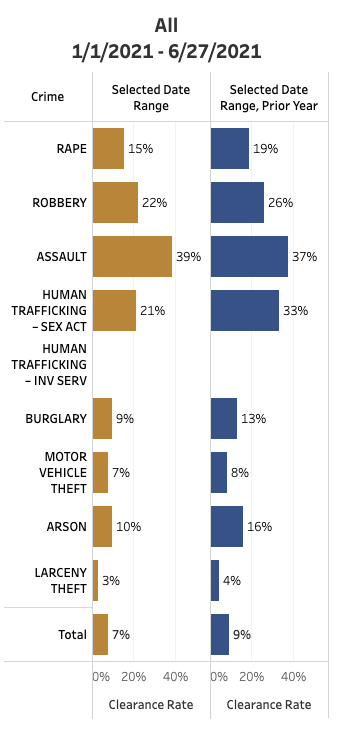 All
1/1/2021 - 6/27/2021
Crime
Selected Date
Range
Selected Date
Range, Prior Year
RAPE
15%
19%
ROBBERY
22%
26%
ASSAULT
39%
37%
HUMAN
TRAFFICKING
– SEX ACT
21%
33%
HUMAN
TRAFFICKING
– INV SERV
BURGLARY
9%
13%
MOTOR
VEHICLE
THEFT
7%
8%
ARSON
10%
16%
LARCENY
THEFT
3%
4%
Total
7%
9%
0% 20% 40%
0% 20% 40%
Clearance Rate
Clearance Rate